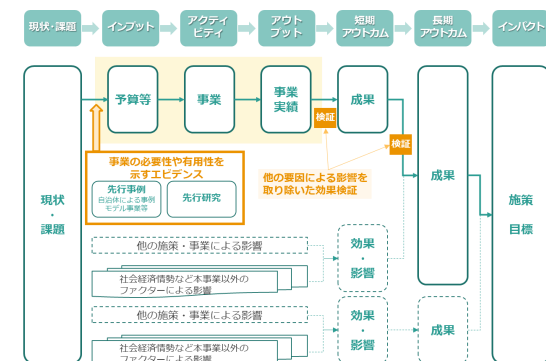 現状・課題
インプット
アクティ
ビティ
アウト
プット
短期
アウトカム
長期
アウトカム
インパクト
現状
・
課題
予算等
事業
事業
実績
検証
成果
検証
成果
施策
目標
事業の必要性や有用性を
示すエビデンス
先行事例
自治体による事例
モデル事業等
先行研究
他の要因による影響を
取り除いた効果検証
他の施策・事業による影響
社会経済情勢など本事業以外の
ファクターによる影響
効果
・
影響
他の施策・事業による影響
社会経済情勢など本事業以外の
ファクターによる影響
効果
・
影響
成果